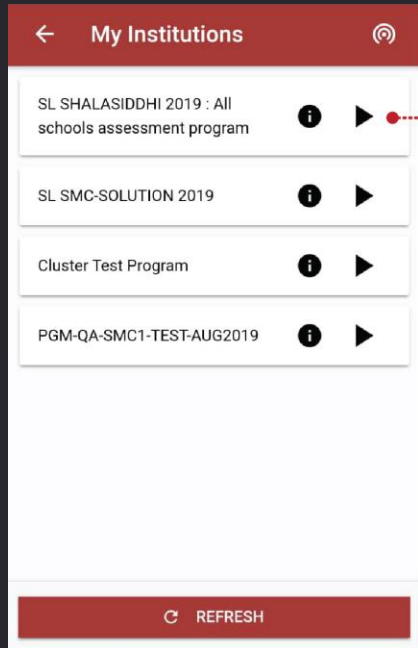 My Institutions
SL SHALASIDDHI 2019 : All
schools assessment program
SL SMC-SOLUTION 2019
Cluster Test Program
PGM-QA-SMC1-TEST-AUG2019
REFRESH